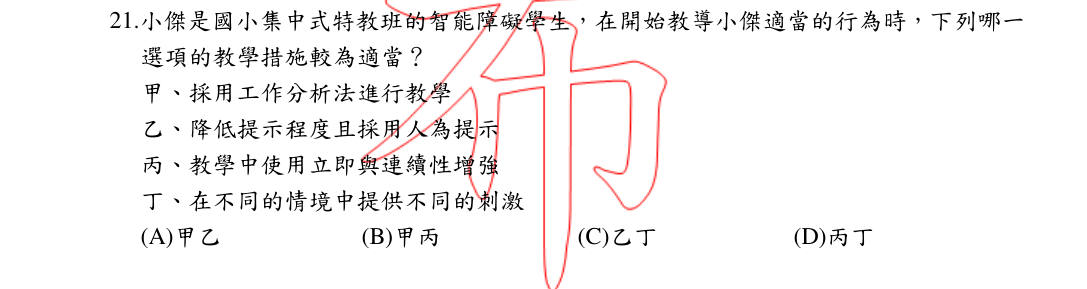 21.小傑是國小集中式特教班的智能障礙學生，在開始教導小傑適當的行為時，下列哪一
選項的教學措施較為適當？
甲、採用工作分析法進行教學
乙、降低提示程度且採用人為提示
丙、教學中使用立即與連續性增強
丁、在不同的情境中提供不同的刺激
(A)甲乙 (B)甲丙 (C)乙丁 (D)丙丁